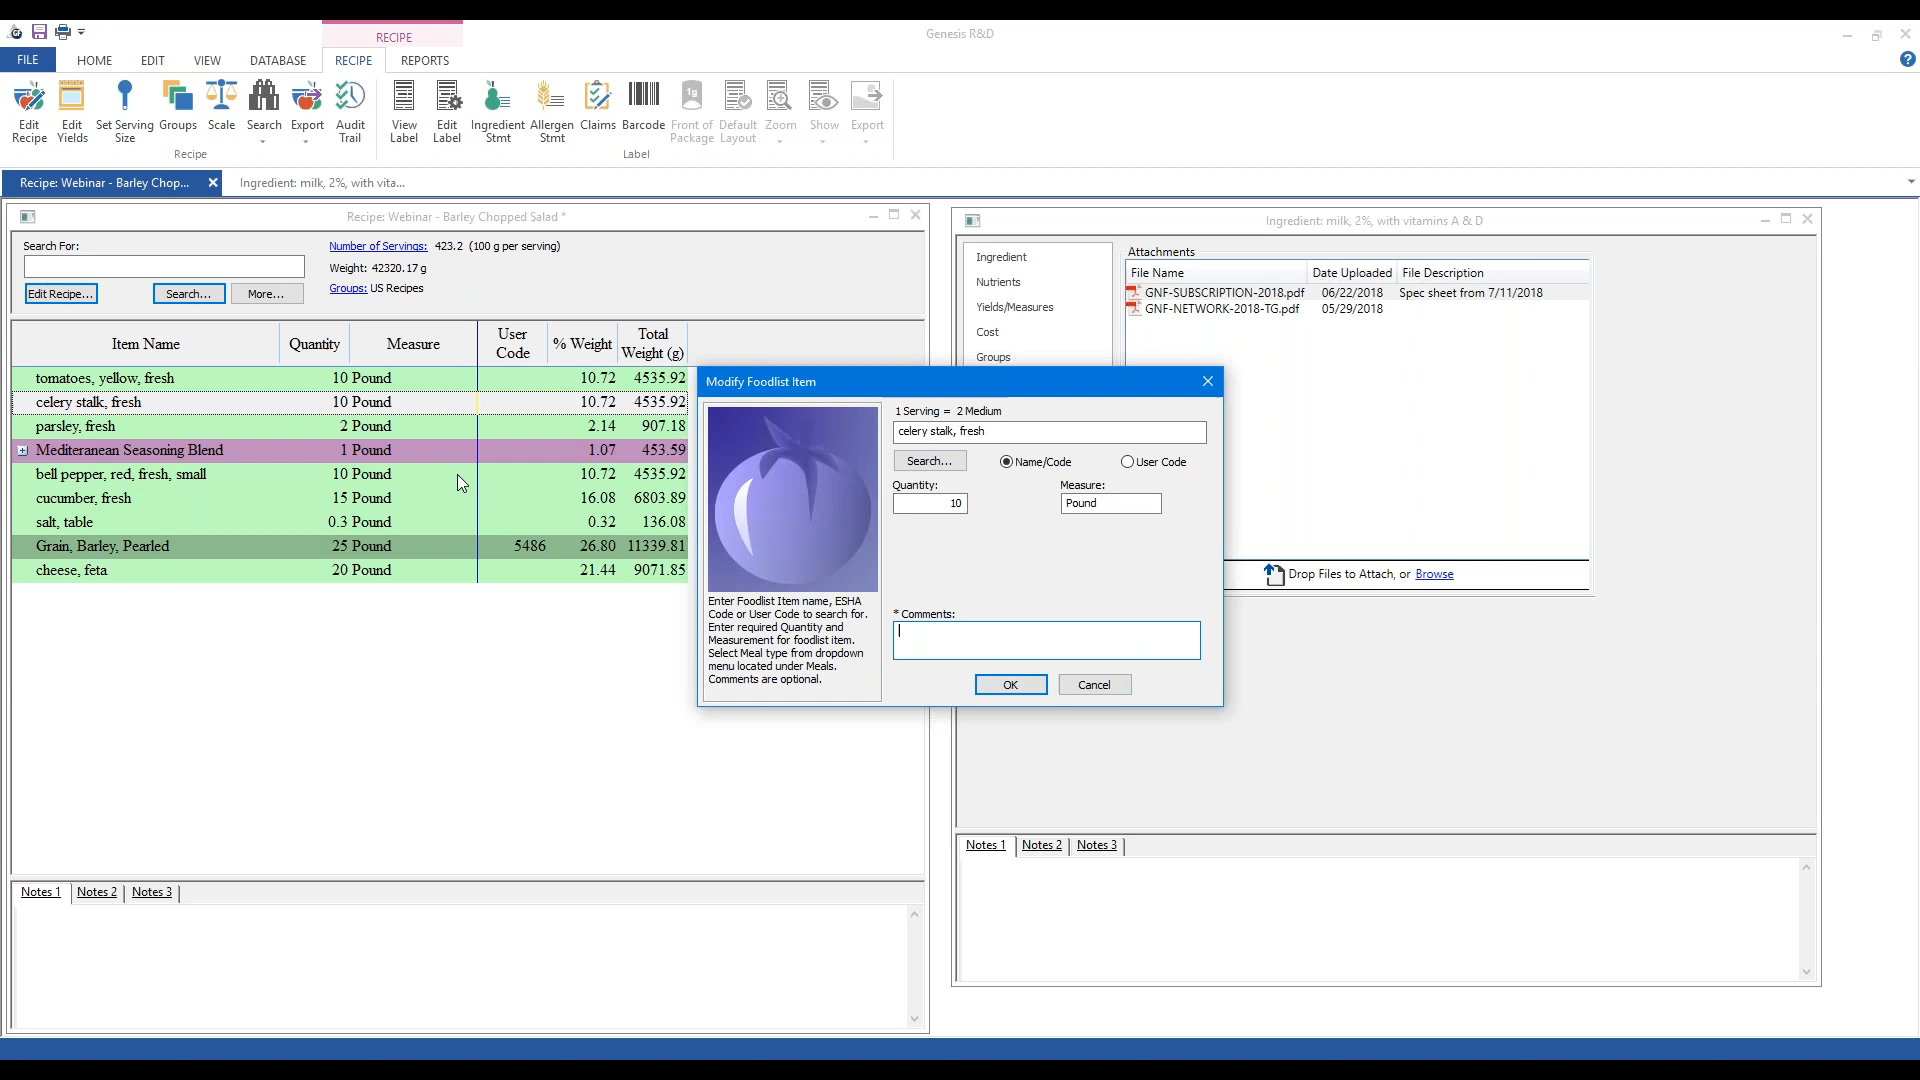 RECIPE
Genesis R&D
FILE HOME EDIT VIEW DATABASE RECIPE REPORTS
Edit Recipe
Edit Yields
Set Serving Size
Groups
Scale
Search
Export
Audit Trail
View Label
Edit Label
Ingredient Stmt
Allergen Stmt
Claims
Barcode
Front of Package
Default Layout
Zoom
Show
Export
Recipe
Label
Recipe: Webinar - Barley Chop...
Ingredient: milk, 2%, with vita...
Recipe: Webinar - Barley Chopped Salad *
Search For:
Number of Servings: 423.2 (100 g per serving)
Weight: 42320.17 g
Groups: US Recipes
Edit Recipe...
Search...
More...
Item Name Quantity Measure User Code % Weight Total Weight (g)
tomatoes, yellow, fresh 10 Pound 10.72 4535.92
celery stalk, fresh 10 Pound 10.72 4535.92
parsley, fresh 2 Pound 2.14 907.18
Mediteranean Seasoning Blend 1 Pound 1.07 453.59
bell pepper, red, fresh, small 10 Pound 10.72 4535.92
cucumber, fresh 15 Pound 16.08 6803.89
salt, table 0.3 Pound 0.32 136.08
Grain, Barley, Pearled 25 Pound 5486 26.80 11339.81
cheese, feta 20 Pound 21.44 9071.85
Notes 1 Notes 2 Notes 3
Modify Foodlist Item
1 Serving = 2 Medium
celery stalk, fresh
Search...
Name/Code
User Code
Quantity:
Measure:
10
Pound
Enter Foodlist Item name, ESHA
Code or User Code to search for.
Enter required Quantity and
Measurement for foodlist item.
Select Meal type from dropdown
menu located under Meals.
Comments are optional.
* Comments:
OK
Cancel
Ingredient: milk, 2%, with vitamins A & D
Ingredient
Nutrients
Yields/Measures
Cost
Groups
Attachments
File Name Date Uploaded File Description
GNF-SUBSCRIPTION-2018.pdf 06/22/2018 Spec sheet from 7/11/2018
GNF-NETWORK-2018-TG.pdf 05/29/2018
Drop Files to Attach, or Browse
Notes 1 Notes 2 Notes 3